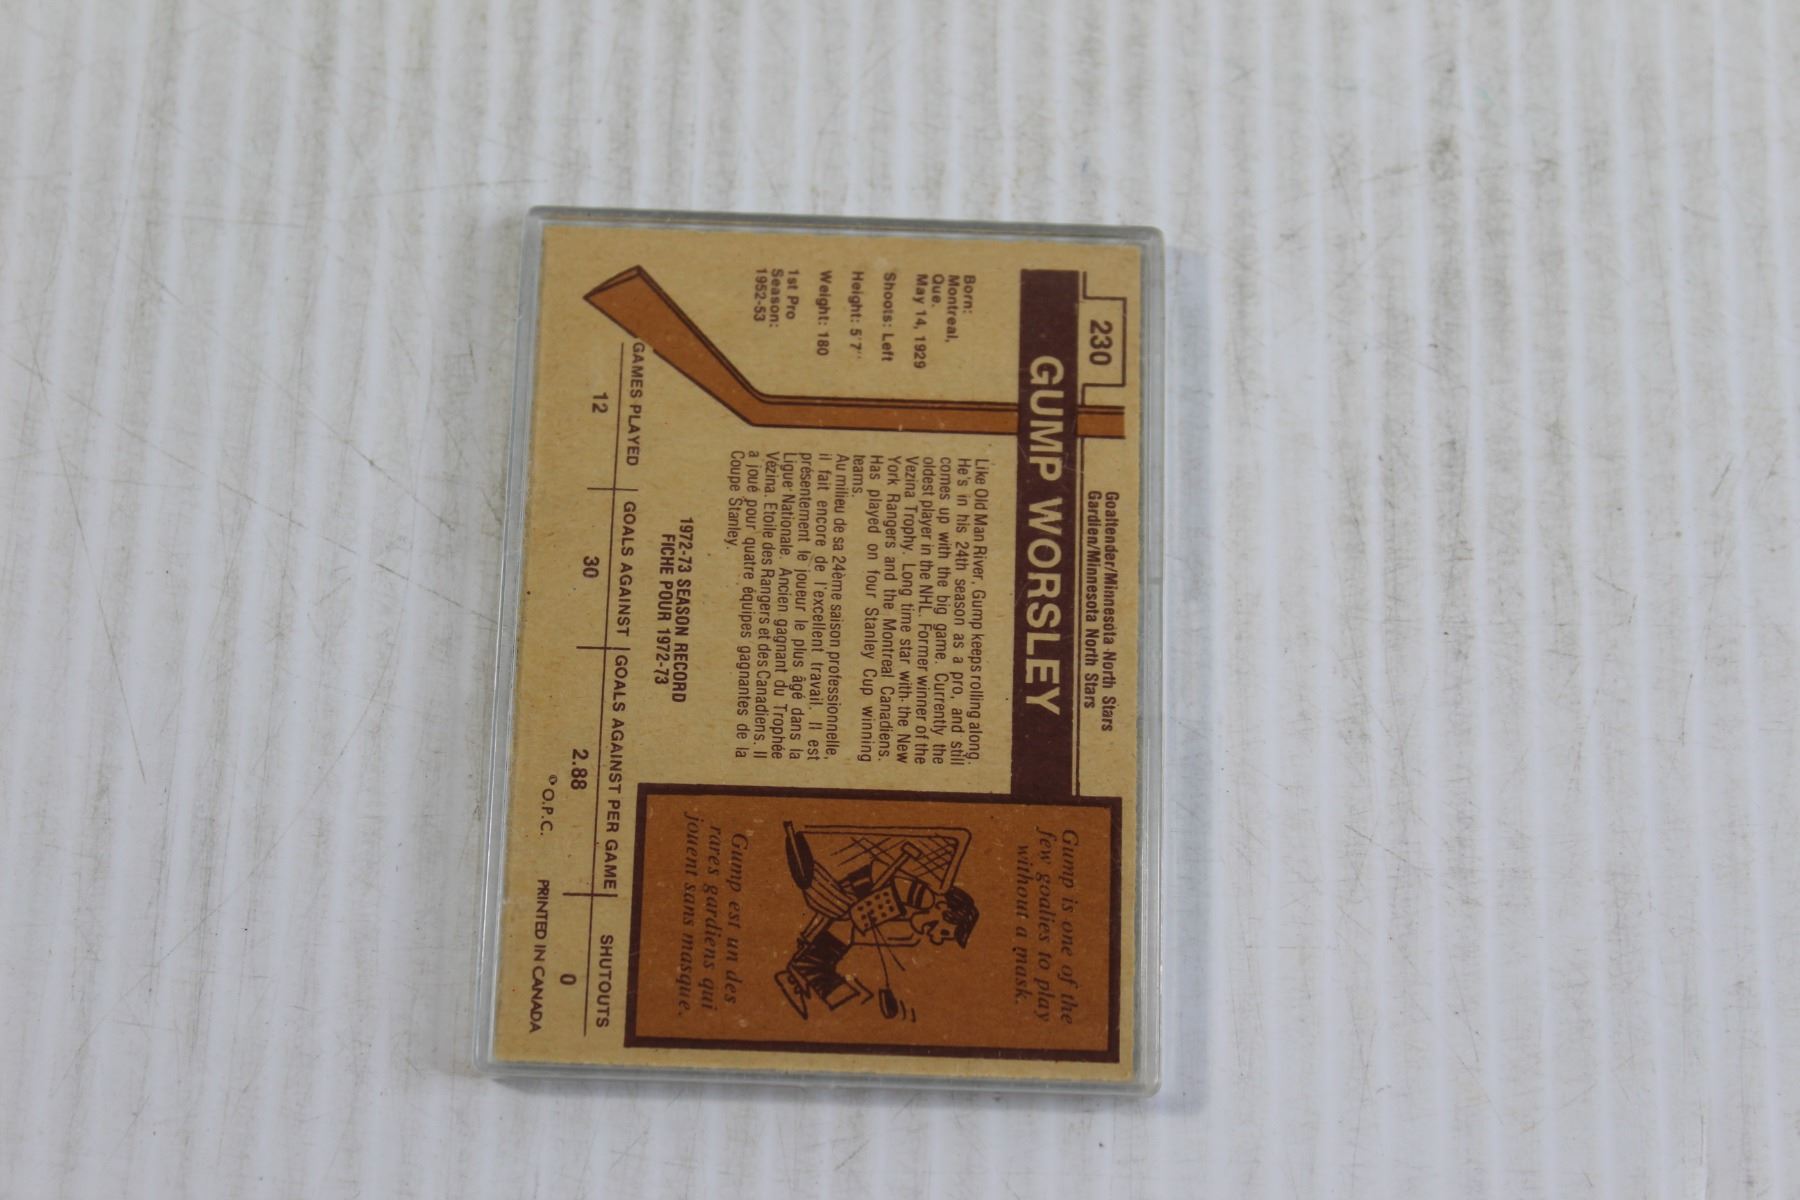 230
Goaltender/Minnesota North Stars
Gardien/Minnesota North Stars
GUMP WORSLEY
Born:
Montreal,
Que.
May 14, 1929
Shoots: Left
Height: 5'7"
Weight: 180
1st Pro
Season:
1952-53
Like Old Man River, Gump keeps rolling along.
He's in his 24th season as a pro, and still
comes up with the big game. Currently the
oldest player in the NHL. Former winner of the
Vezina Trophy. Long time star with the New
York Rangers and the Montreal Canadiens.
Has played on four Stanley Cup winning
teams.
Au milieu de sa 24ème saison professionnelle,
il fait encore de l'excellent travail. Il est
présentement le joueur le plus âgé dans la
Ligue Nationale. Ancien gagnant du Trophée
Vézina. Etoile des Rangers et des Canadiens. Il
a joué pour quatre équipes gagnantes de la
Coupe Stanley.
Gump is one of the
few goalies to play
without a mask.
Gump est un des
rares gardiens qui
jouent sans masque.
1972-73 SEASON RECORD
FICHE POUR 1972-73
GAMES PLAYED GOALS AGAINST GOALS AGAINST PER GAME SHUTOUTS
12 30 2.88 0
© O.P.C. PRINTED IN CANADA